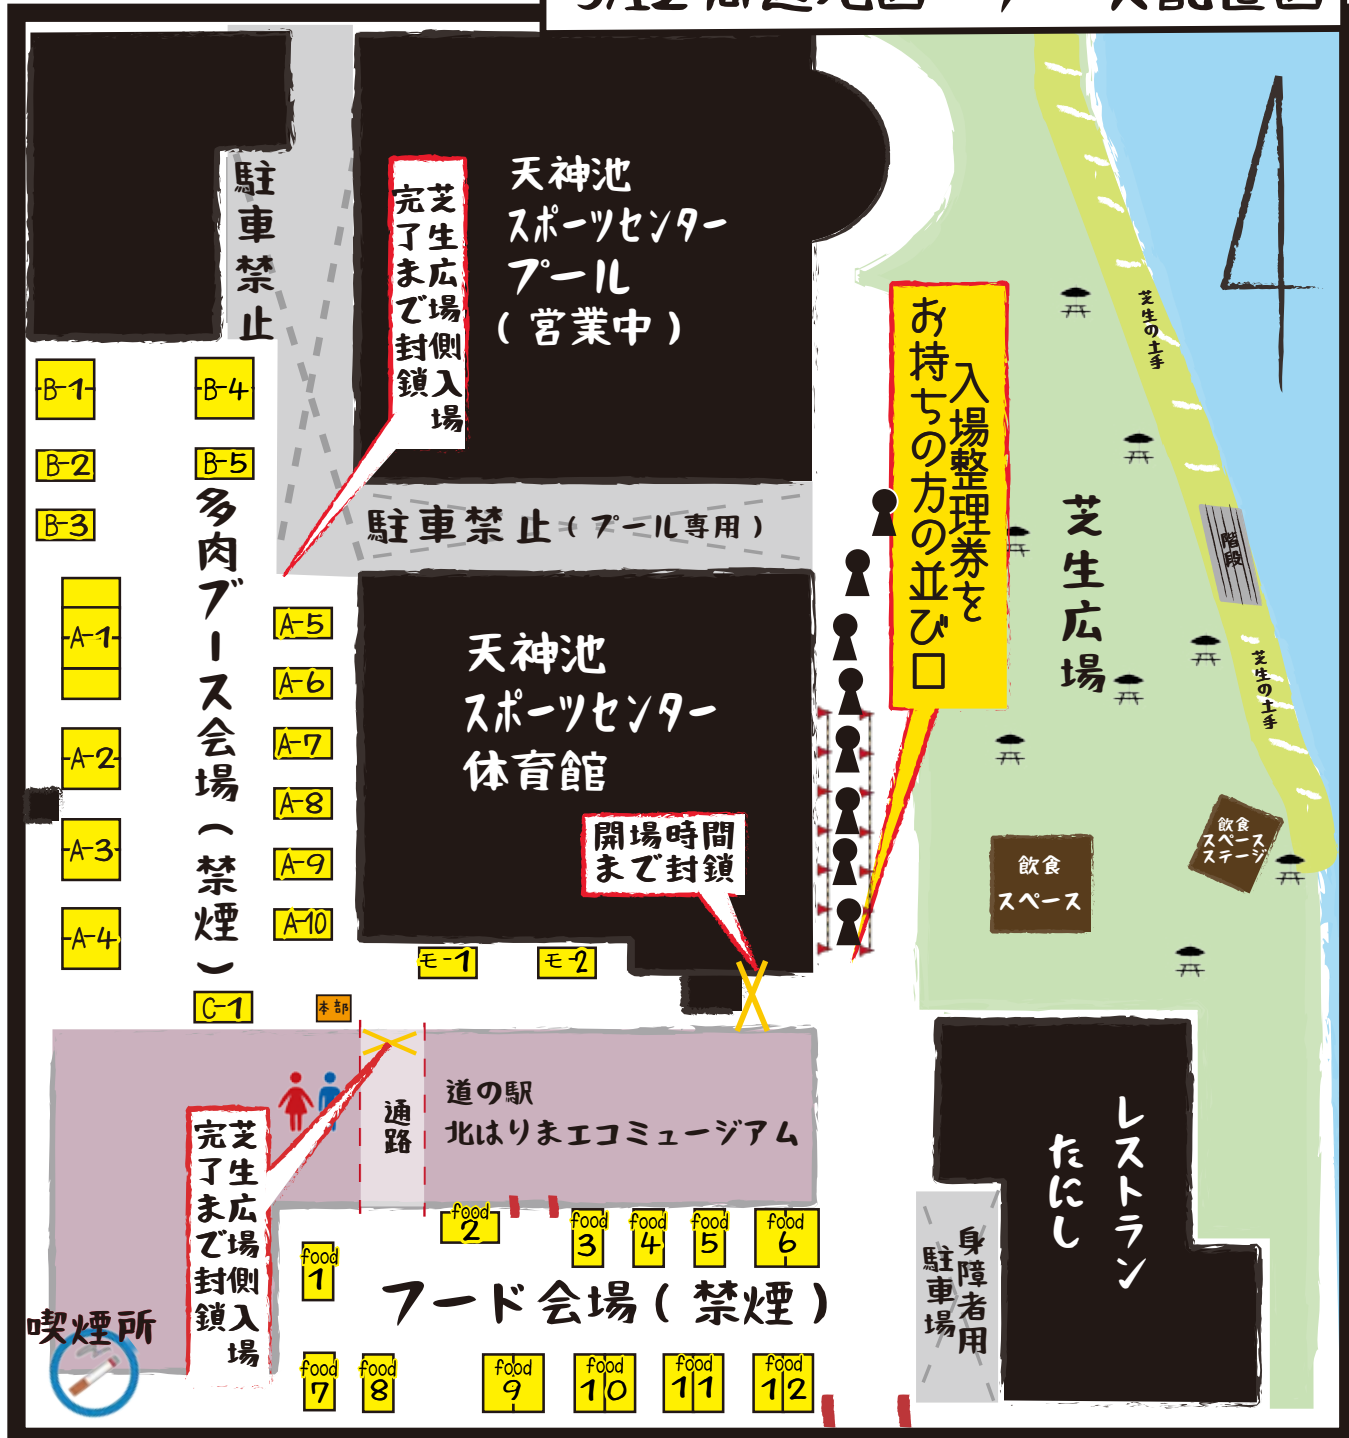 駐車禁止
芝生広場側入場
完了まで封鎖
天神池
スポーツセンター
プール
(営業中)
入場整理券を
お持ちの方の並び口
芝生の土手
B-1
B-4
B-2
B-5
B-3
駐車禁止(プール専用)
芝生広場
階段
多肉ブース会場(禁煙)
A-1
A-5
A-6
A-2
A-7
A-8
A-3
A-9
A-4
A-10
天神池
スポーツセンター
体育館
芝生の土手
開場時間
まで封鎖
飲食
スペース
飲食
スペース
ステージ
モ-1
モ-2
C-1
本部
通路
道の駅
北はりまエコミュージアム
芝生広場側入場
完了まで封鎖
レストラン
たにし
身障者用
駐車場
food
1
food
2
food
3
food
4
food
5
food
6
フード会場(禁煙)
喫煙所
food
7
food
8
food
9
food
10
food
11
food
12